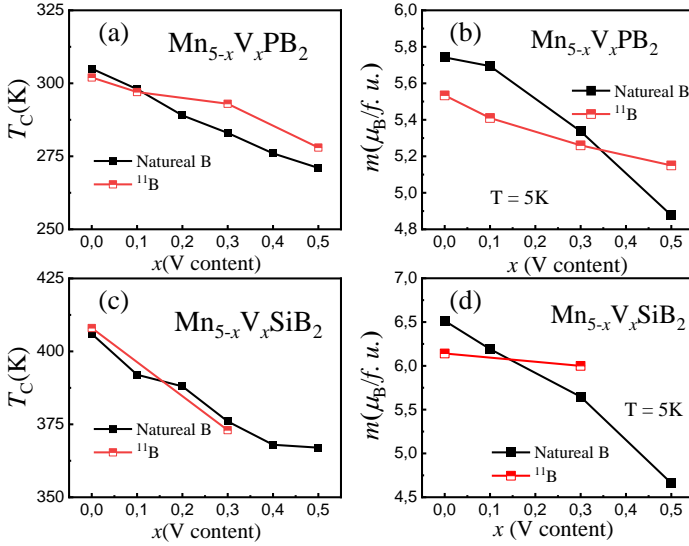 (a)
Mn5-xVxPB2
TC(K)
325
300
275
250
Natureal B
11B
0,0 0,1 0,2 0,3 0,4 0,5
x(V content)
(b)
Mn5-xVxPB2
m(μB/f. u.)
6,0
5,8
5,6
5,4
5,2
5,0
4,8
Natureal B
11B
T = 5K
0,0 0,1 0,2 0,3 0,4 0,5
x(V content)
(c)
Mn5-xVxSiB2
TC(K)
425
400
375
350
Natureal B
11B
0,0 0,1 0,2 0,3 0,4 0,5
x(V content)
(d)
Mn5-xVxSiB2
m(μB/f. u.)
7,0
6,5
6,0
5,5
5,0
4,5
T = 5K
Natureal B
11B
0,0 0,1 0,2 0,3 0,4 0,5
x (V content)